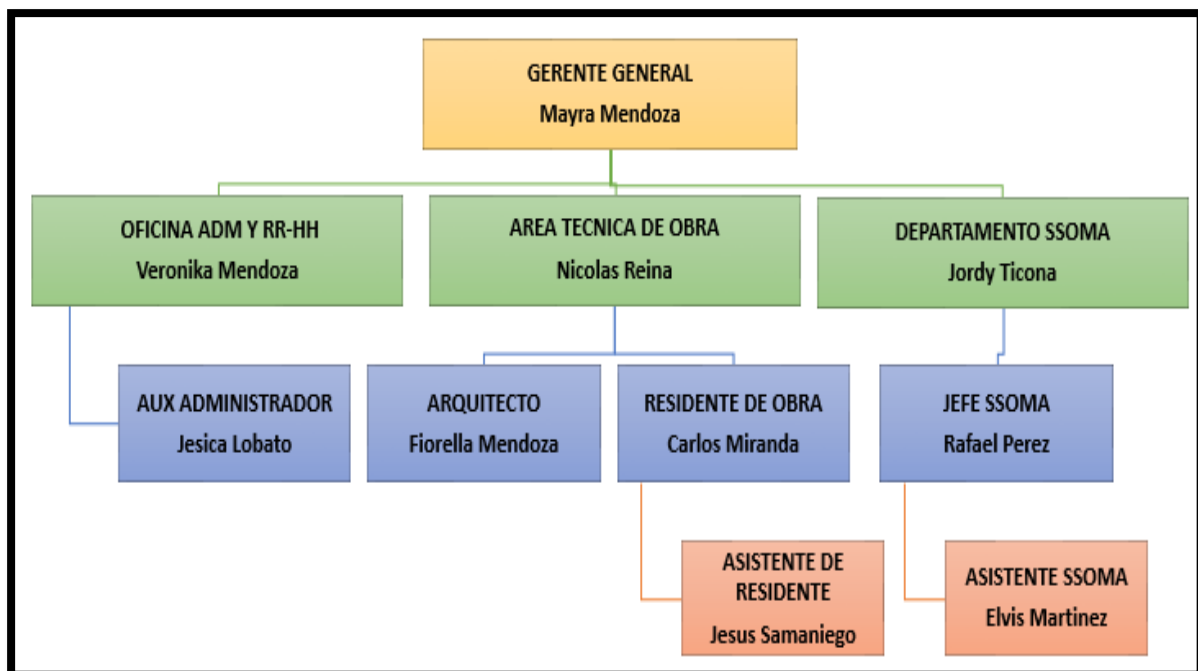 GERENTE GENERAL
Mayra Mendoza
OFICINA ADM Y RR-HH
Veronika Mendoza
AREA TECNICA DE OBRA
Nicolas Reina
DEPARTAMENTO SSOMA
Jordy Ticona
AUX ADMINISTRADOR
Jesica Lobato
ARQUITECTO
Fiorella Mendoza
RESIDENTE DE OBRA
Carlos Miranda
JEFE SSOMA
Rafael Perez
ASISTENTE DE
RESIDENTE
Jesus Samaniego
ASISTENTE SSOMA
Elvis Martinez